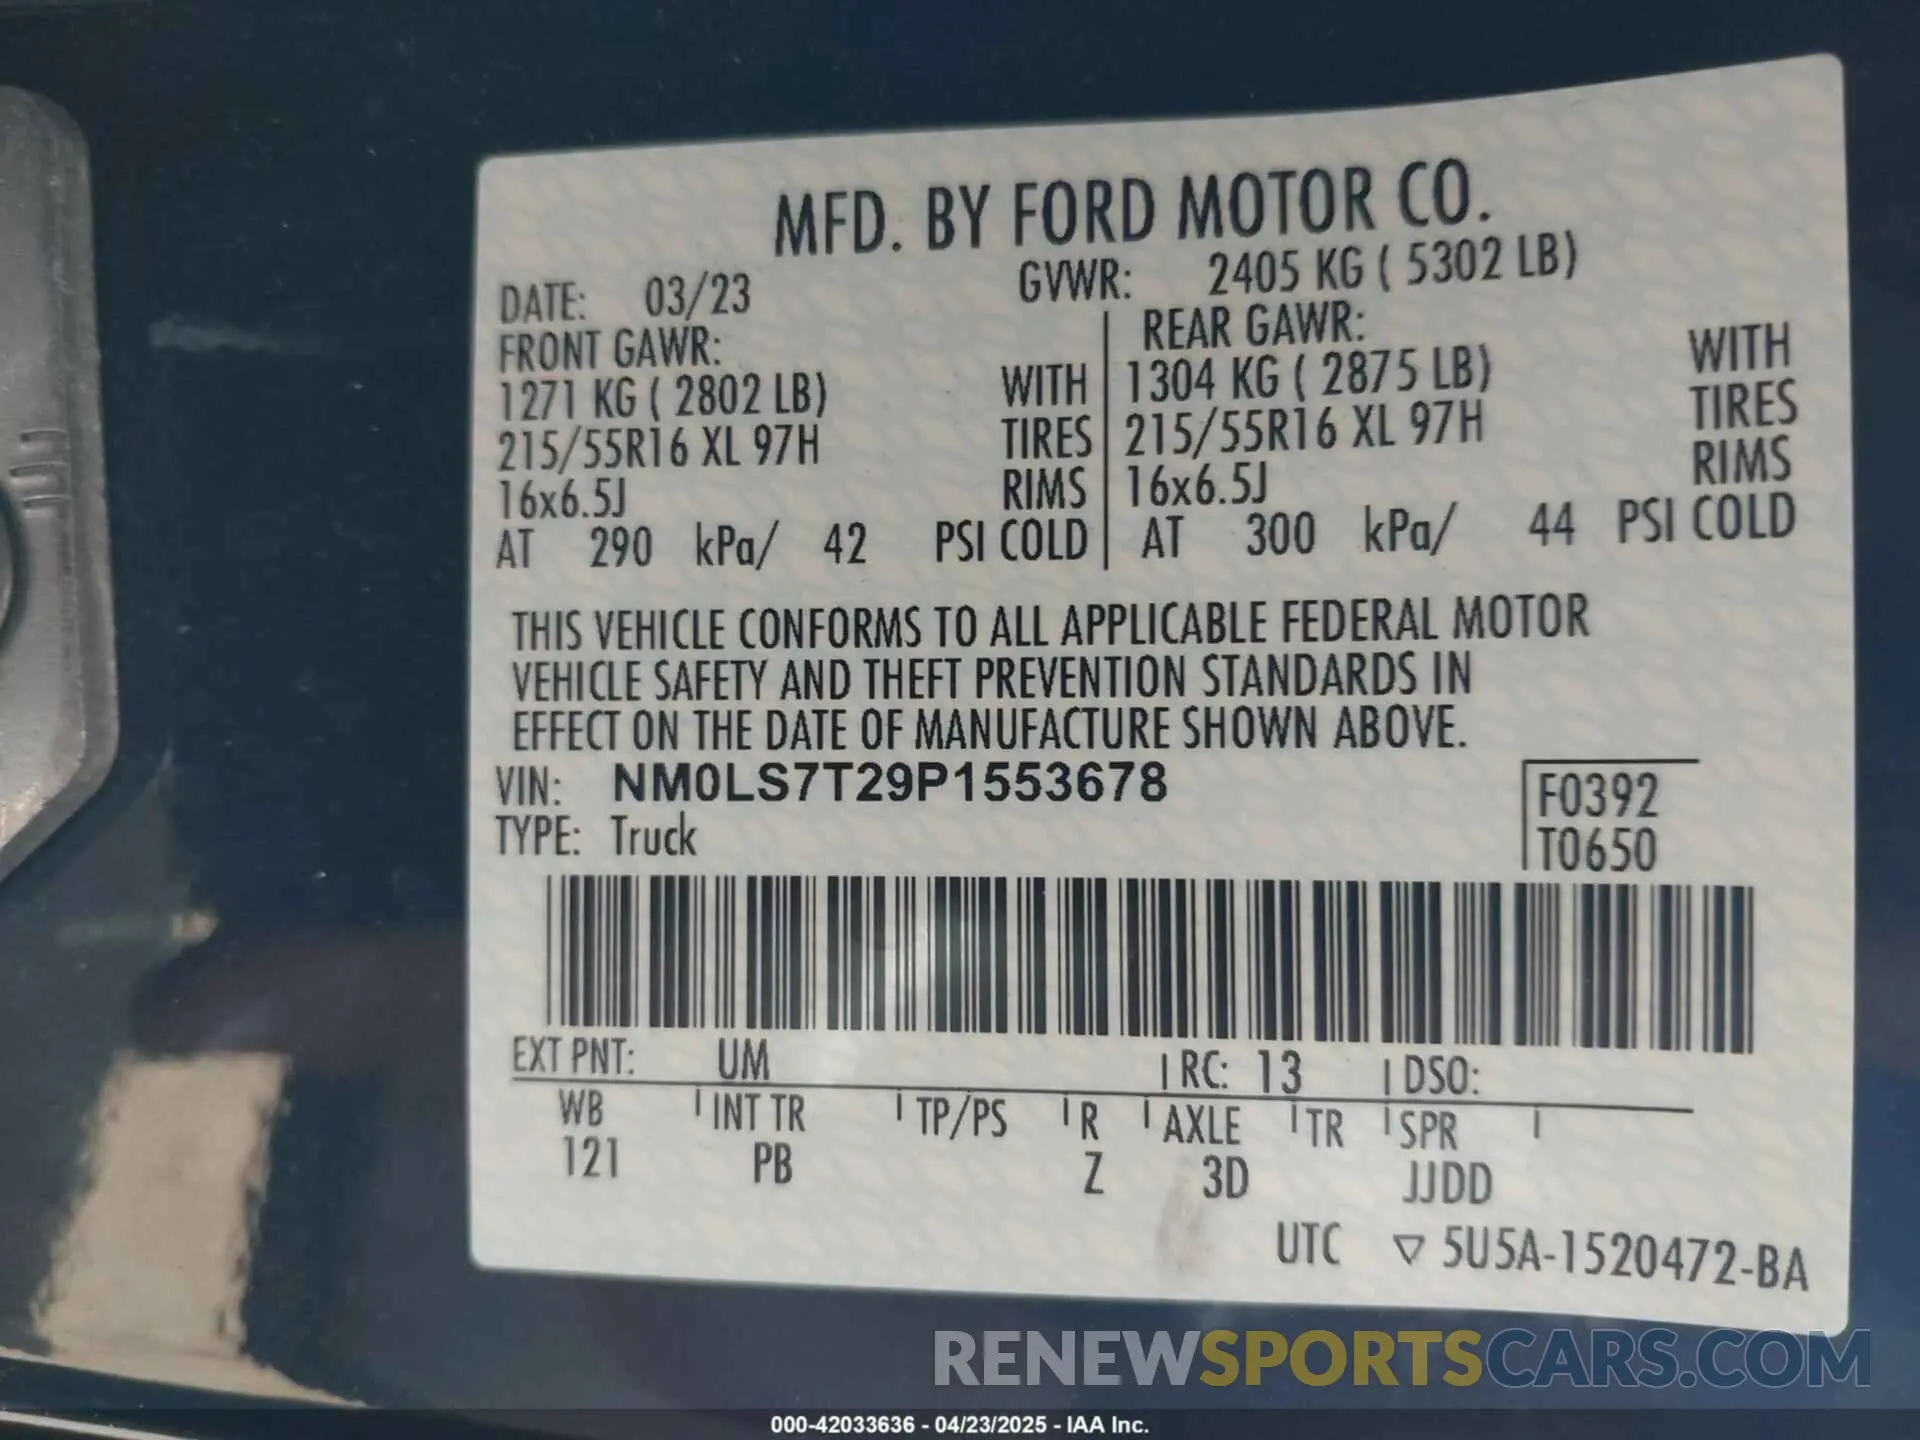 MFD. BY FORD MOTOR CO.
DATE: 03/23 GVWR: 2405 KG ( 5302 LB)
FRONT GAWR: REAR GAWR:
1271 KG ( 2802 LB) WITH 1304 KG ( 2875 LB) WITH
215/55R16 XL 97H TIRES 215/55R16 XL 97H TIRES
16x6.5J RIMS 16x6.5J RIMS
AT 290 kPa/ 42 PSI COLD AT 300 kPa/ 44 PSI COLD
THIS VEHICLE CONFORMS TO ALL APPLICABLE FEDERAL MOTOR
VEHICLE SAFETY AND THEFT PREVENTION STANDARDS IN
EFFECT ON THE DATE OF MANUFACTURE SHOWN ABOVE.
VIN: NM0LS7T29P1553678 F0392
TYPE: Truck T0650
EXT PNT: UM RC: 13 DSO:
WB INT TR TP/PS R AXLE TR SPR
121 PB Z 3D JJDD
UTC ▽ 5U5A-1520472-BA
RENEWSPORTSCARS.COM
000-42033636 - 04/23/2025 - IAA Inc.